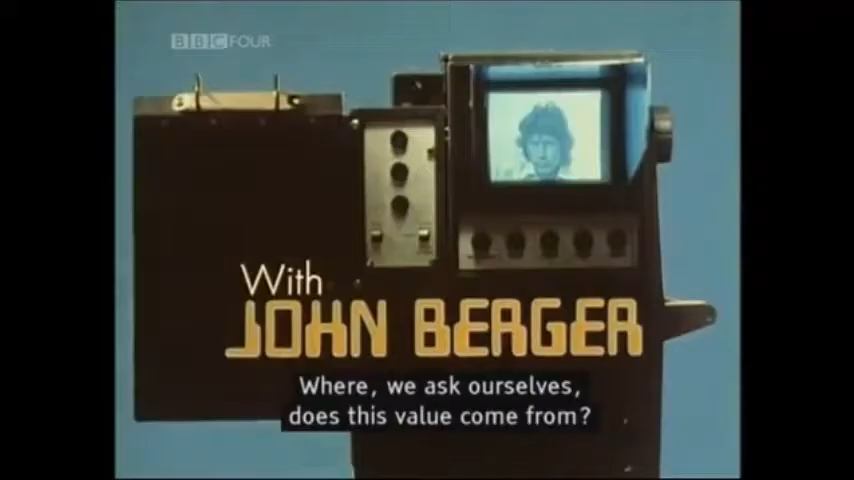 BBC FOUR
With
JOHN BERGER
Where, we ask ourselves,
does this value come from?